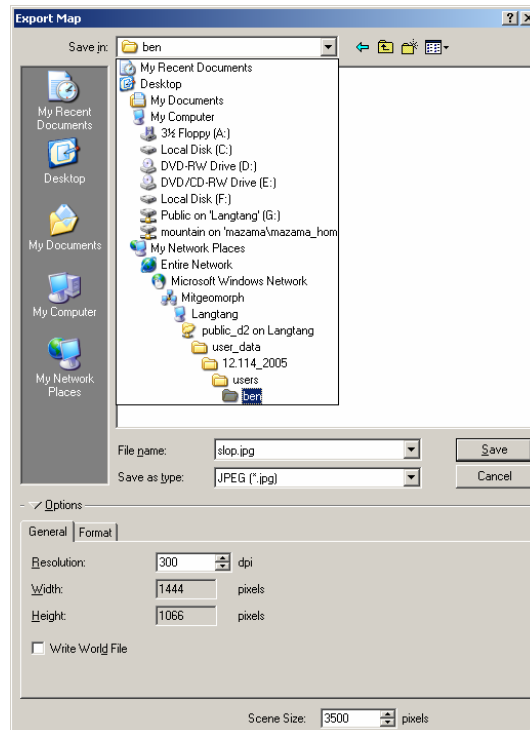 Export Map
Save in:
ben
My Recent Documents
Desktop
My Documents
My Computer
3½ Floppy (A:)
Local Disk (C:)
DVD-RW Drive (D:)
DVD/CD-RW Drive (E:)
Local Disk (F:)
Public on 'Langtang' (G:)
mountain on 'mazama\mazama_hom
My Network Places
Entire Network
Microsoft Windows Network
Mitgeomorph
Langtang
public_d2 on Langtang
user_data
12.114_2005
users
ben
My Recent
Documents
Desktop
My Documents
My Computer
My Network
Places
File name:
slop.jpg
Save
Save as type:
JPEG (*.jpg)
Cancel
Options
General
Format
Resolution:
300
dpi
Width:
1444
pixels
Height:
1066
pixels
Write World File
Scene Size:
3500
pixels